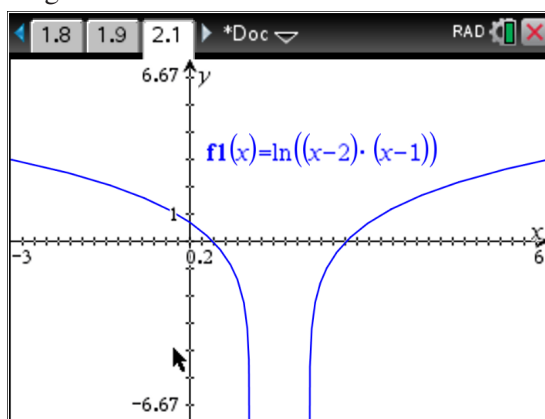 1.8 1.9 2.1 *Doc RAD
6.67 y
f1(x)=ln((x-2)·(x-1))
1
x
-3 0.2 6
-6.67